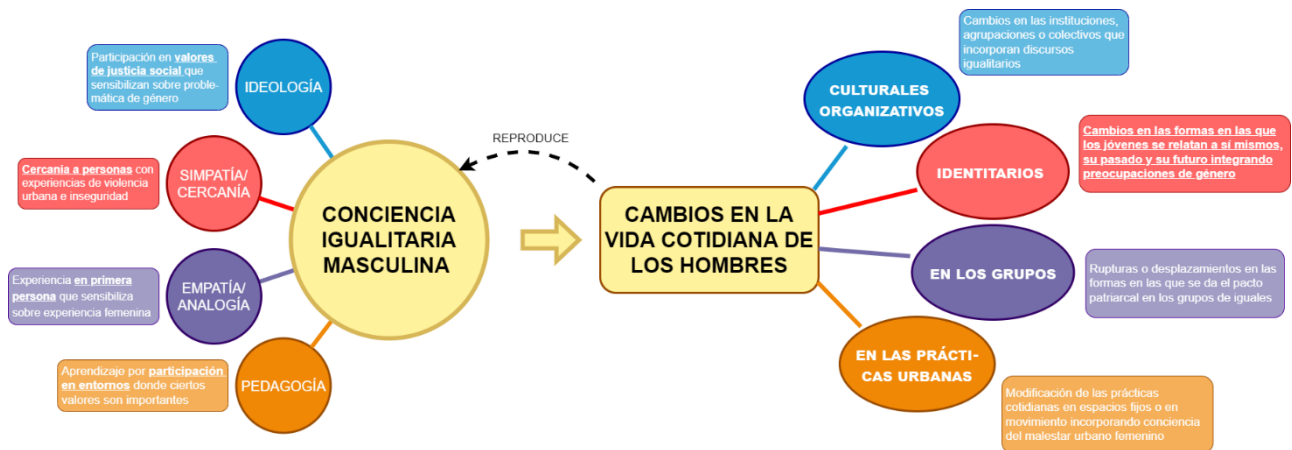 Participación en valores
de justicia social que
sensibilizan sobre proble-
mática de género
IDEOLOGÍA
Cercanía a personas con
experiencias de violencia
urbana e inseguridad
SIMPATÍA/
CERCANÍA
Experiencia en primera
persona que sensibiliza
sobre experiencia femenina
EMPATÍA/
ANALOGÍA
Aprendizaje por participación
en entornos donde ciertos
valores son importantes
PEDAGOGÍA
CONCIENCIA
IGUALITARIA
MASCULINA
REPRODUCE
CAMBIOS EN LA
VIDA COTIDIANA DE
LOS HOMBRES
CULTURALES
ORGANIZATIVOS
Cambios en las instituciones,
agrupaciones o colectivos que
incorporan discursos
igualitarios
IDENTITARIOS
Cambios en las formas en las que
los jóvenes se relatan a sí mismos,
su pasado y su futuro integrando
preocupaciones de género
EN LOS GRUPOS
Rupturas o desplazamientos en las
formas en las que se da el pacto
patriarcal en los grupos de iguales
EN LAS PRÁCTI-
CAS URBANAS
Modificación de las prácticas
cotidianas en espacios fijos o en
movimiento incorporando conciencia
del malestar urbano femenino